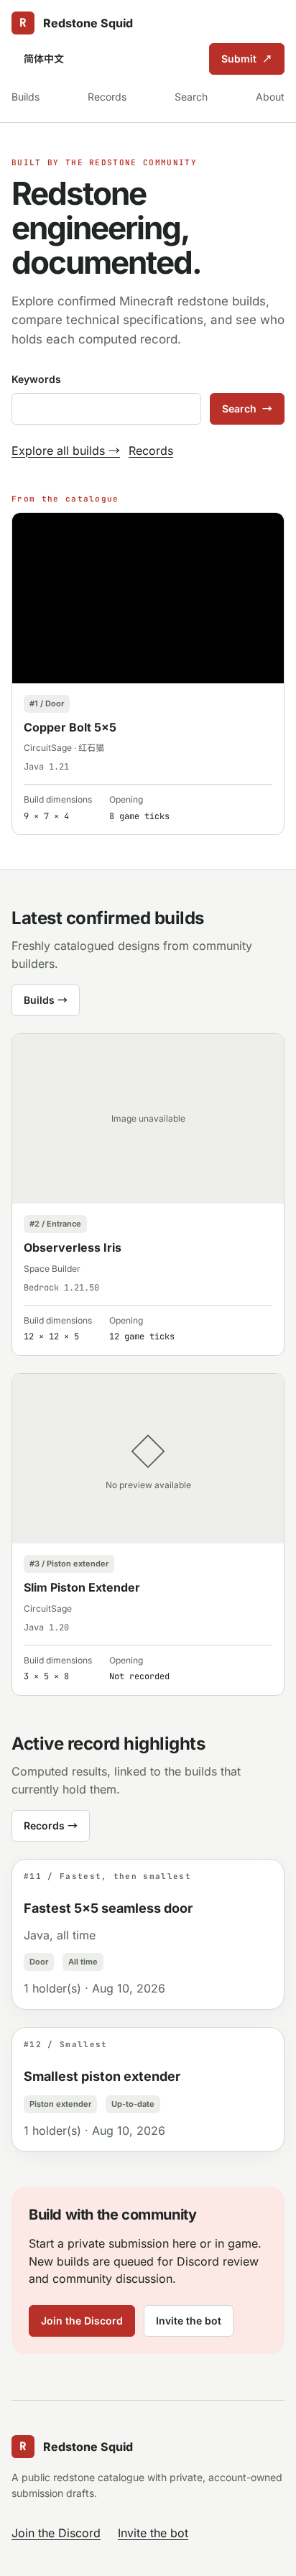 R Redstone Squid
简体中文
Submit ↗
Builds Records Search About
BUILT BY THE REDSTONE COMMUNITY
Redstone
engineering,
documented.
Explore confirmed Minecraft redstone builds,
compare technical specifications, and see who
holds each computed record.
Keywords
Search →
Explore all builds → Records
From the catalogue
#1 / Door
Copper Bolt 5×5
CircuitSage · 红石猫
Java 1.21
Build dimensions Opening
9 × 7 × 4 8 game ticks
Latest confirmed builds
Freshly catalogued designs from community
builders.
Builds →
Image unavailable
#2 / Entrance
Observerless Iris
Space Builder
Bedrock 1.21.50
Build dimensions Opening
12 × 12 × 5 12 game ticks
No preview available
#3 / Piston extender
Slim Piston Extender
CircuitSage
Java 1.20
Build dimensions Opening
3 × 5 × 8 Not recorded
Active record highlights
Computed results, linked to the builds that
currently hold them.
Records →
#11 / Fastest, then smallest
Fastest 5×5 seamless door
Java, all time
Door All time
1 holder(s) · Aug 10, 2026
#12 / Smallest
Smallest piston extender
Piston extender Up-to-date
1 holder(s) · Aug 10, 2026
Build with the community
Start a private submission here or in game.
New builds are queued for Discord review
and community discussion.
Join the Discord Invite the bot
R Redstone Squid
A public redstone catalogue with private, account-owned
submission drafts.
Join the Discord Invite the bot